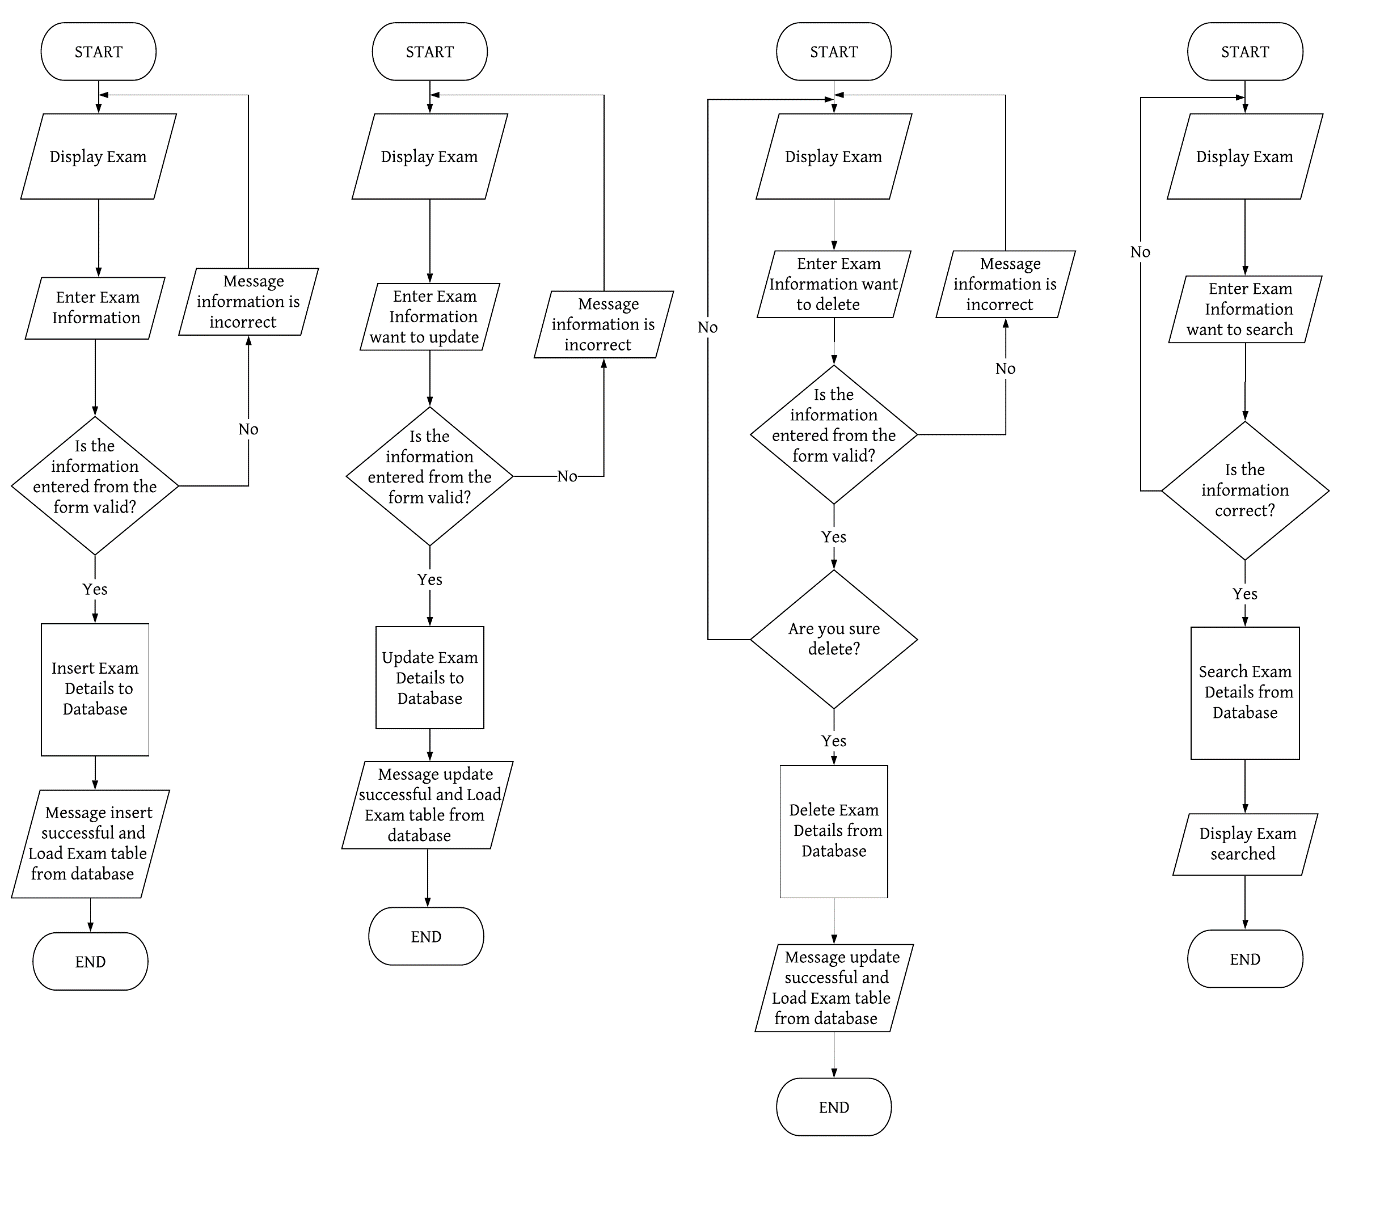 START
Display Exam
Enter Exam
Information
Message
information is
incorrect
No
Is the
information
entered from the
form valid?
Yes
Insert Exam
Details to
Database
Message insert
successful and
Load Exam table
from database
END
START
Display Exam
Enter Exam
Information
want to update
Message
information is
incorrect
Is the
information
entered from the
form valid?
No
Yes
Update Exam
Details to
Database
Message update
successful and Load
Exam table from
database
END
START
Display Exam
Enter Exam
Information want
to delete
Message
information is
incorrect
No
No
Is the
information
entered from the
form valid?
Yes
Are you sure
delete?
Yes
Delete Exam
Details from
Database
Message update
successful and
Load Exam table
from database
END
START
Display Exam
No
Enter Exam
Information
want to search
Is the
information
correct?
Yes
Search Exam
Details from
Database
Display Exam
searched
END